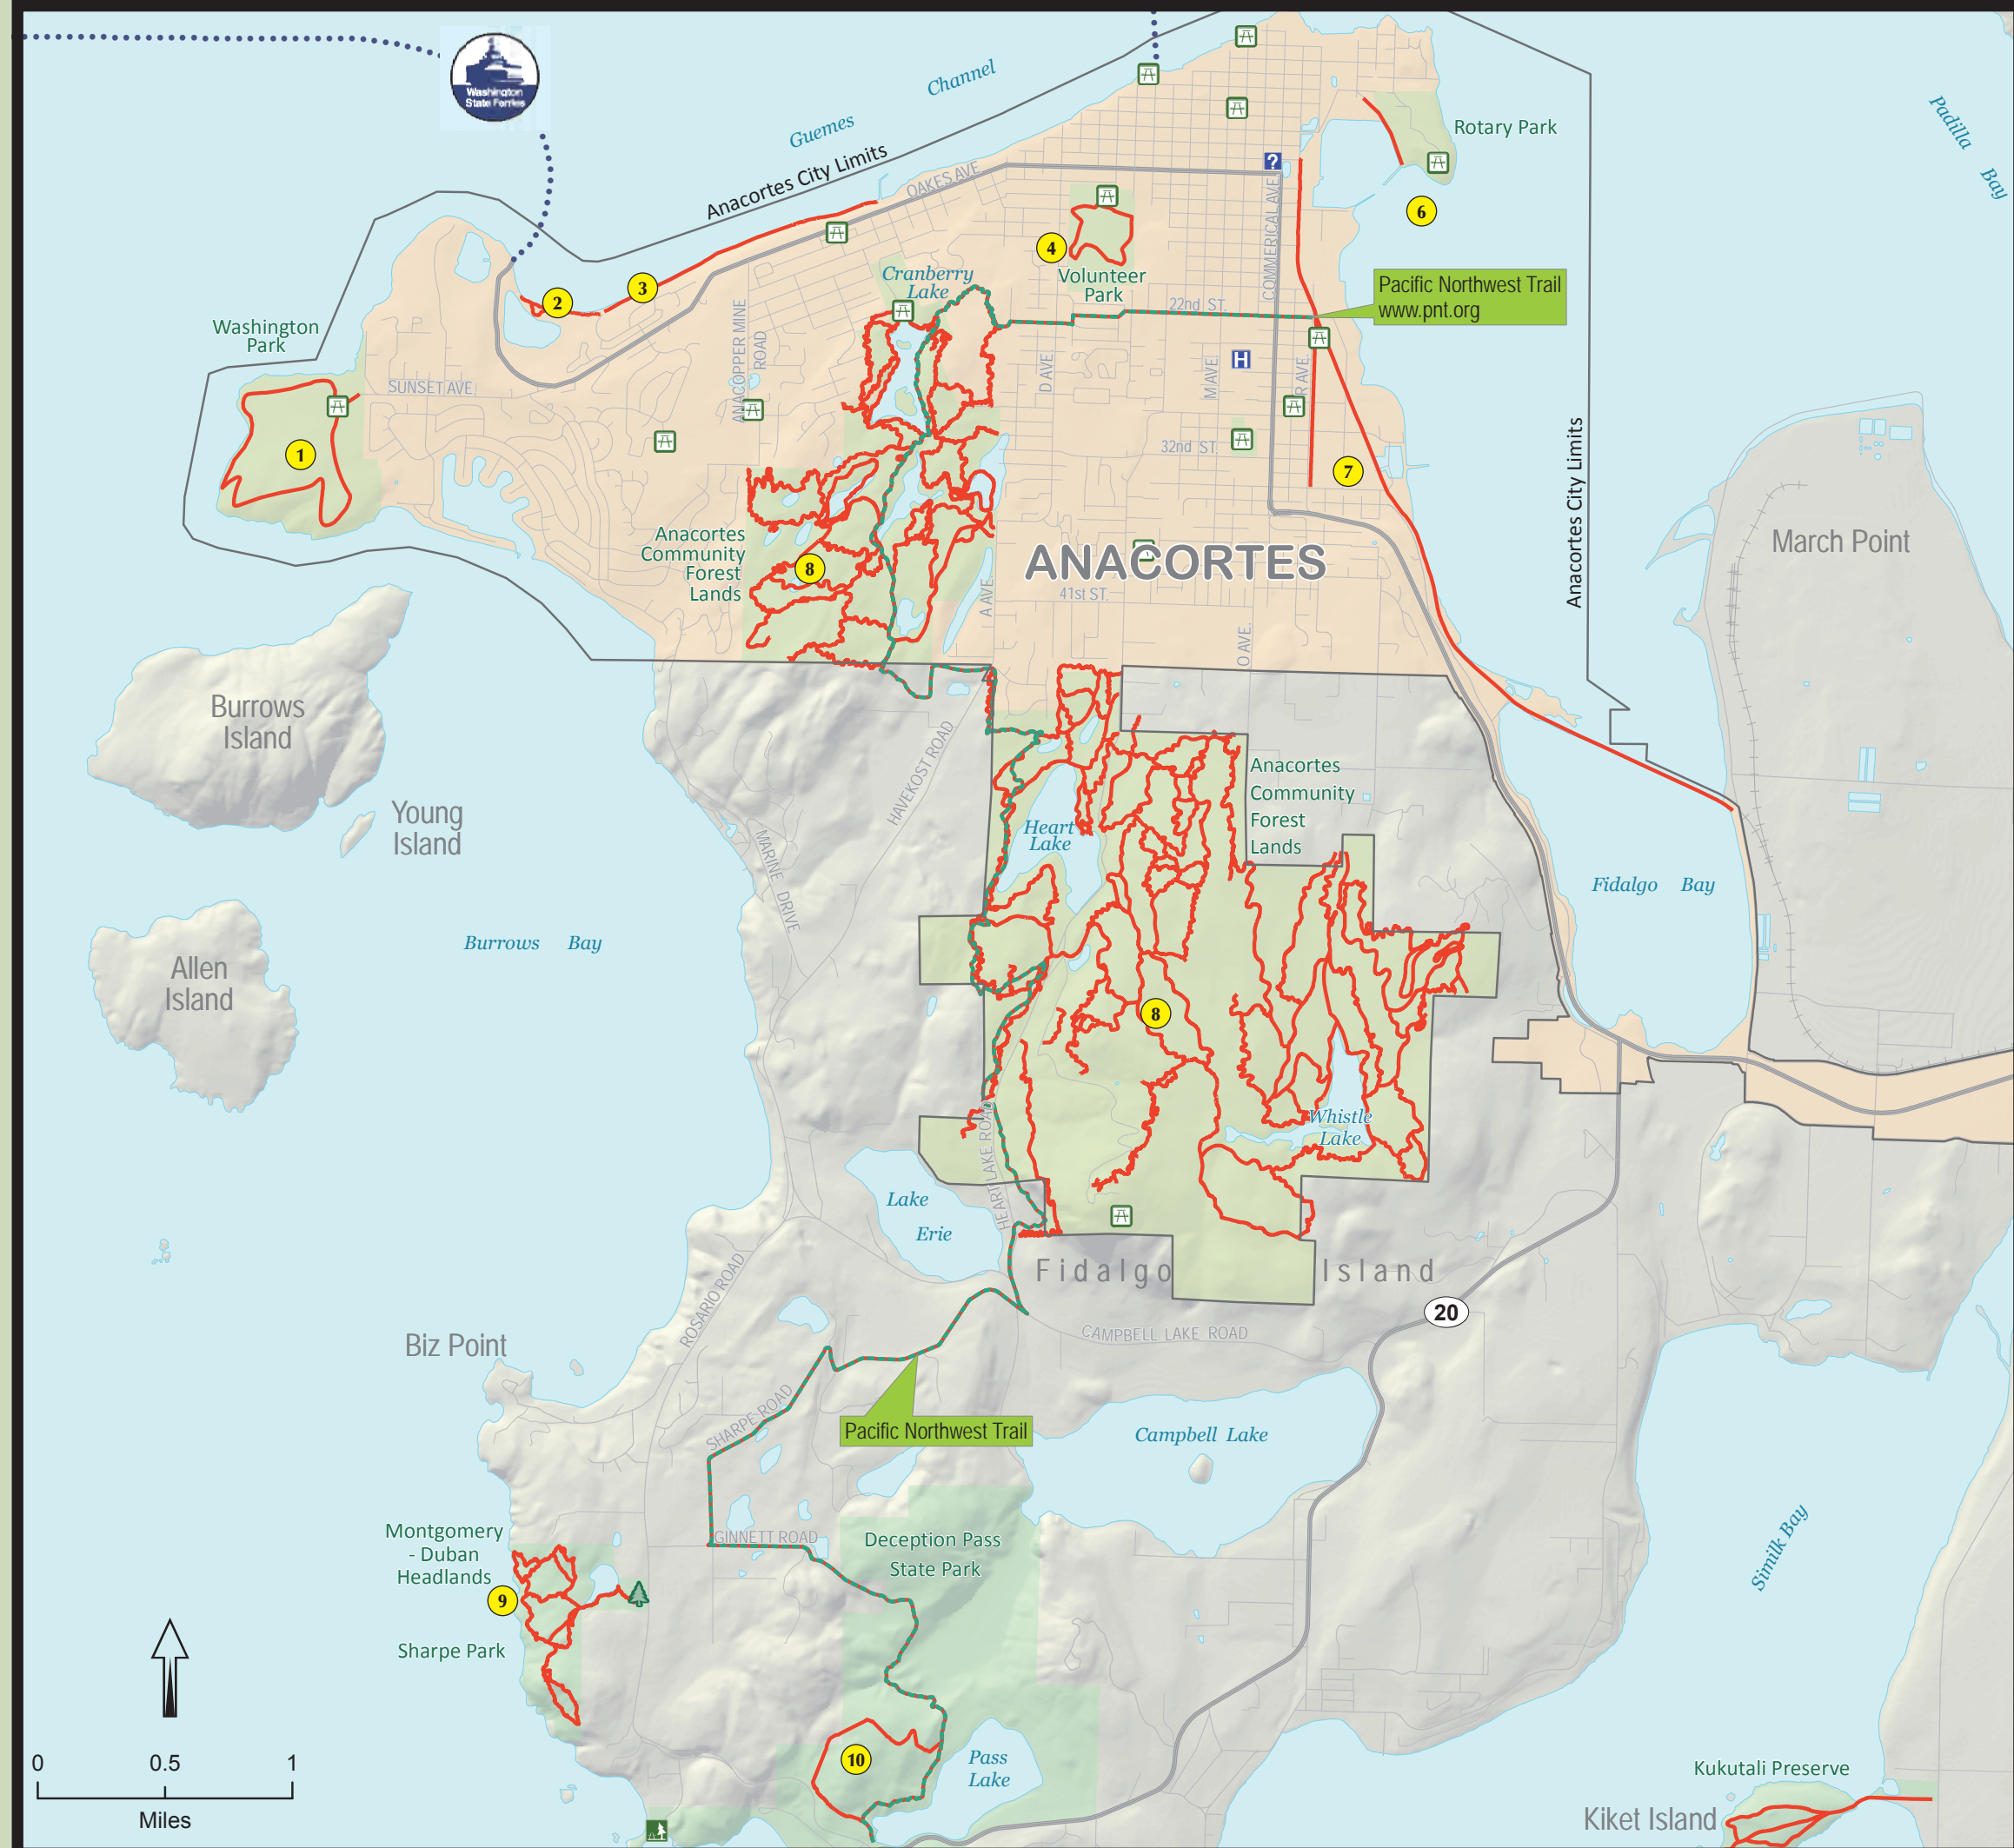 Washington
State Ferries
Guemes
Channel
Anacortes City Limits
OAKES AVE.
Rotary Park
Padilla
Bay
6
?
COMMERICAL AVE.
4
Volunteer
Park
Cranberry
Lake
2
3
Pacific Northwest Trail
www.pnt.org
22nd ST.
Washington
Park
SUNSET AVE.
ANACOPPER MINE
ROAD
D AVE.
M AVE.
H
R AVE.
1
32nd ST.
7
Anacortes City Limits
March Point
Anacortes
Community
Forest
Lands
8
ANACORTES
A AVE.
41st ST.
O AVE.
Burrows
Island
Young
Island
HAVEKOST ROAD
MARINE DRIVE
Heart
Lake
Anacortes
Community
Forest
Lands
Fidalgo Bay
Burrows Bay
Allen
Island
8
Whistle
Lake
HEART LAKE ROAD
Lake
Erie
Fidalgo Island
20
ROSARIO ROAD
Biz Point
CAMPBELL LAKE ROAD
SHARPE ROAD
Pacific Northwest Trail
Campbell Lake
GINNETT ROAD
Deception Pass
State Park
Similk Bay
Montgomery
- Duban
Headlands
9
Sharpe Park
10
Pass
Lake
Kukutali Preserve
Kiket Island
0 0.5 1
Miles